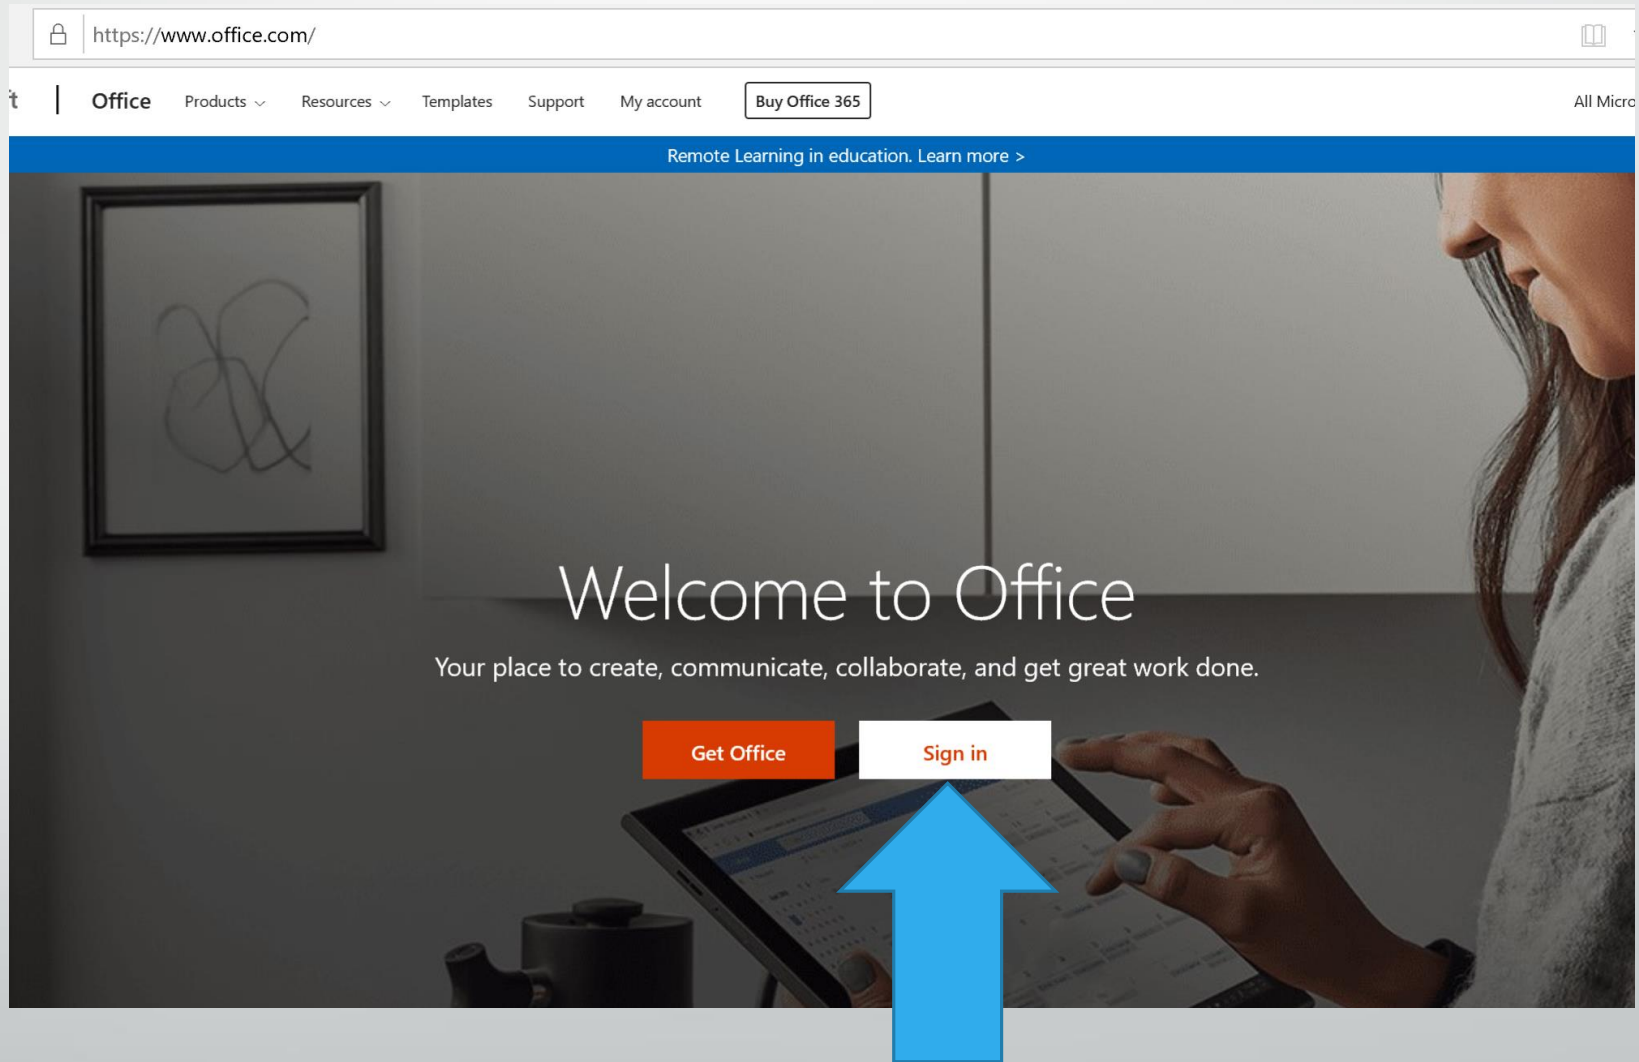 https://www.office.com/
ft | Office Products Resources Templates Support My account Buy Office 365 All Micro
Remote Learning in education. Learn more >
Welcome to Office
Your place to create, communicate, collaborate, and get great work done.
Get Office Sign in